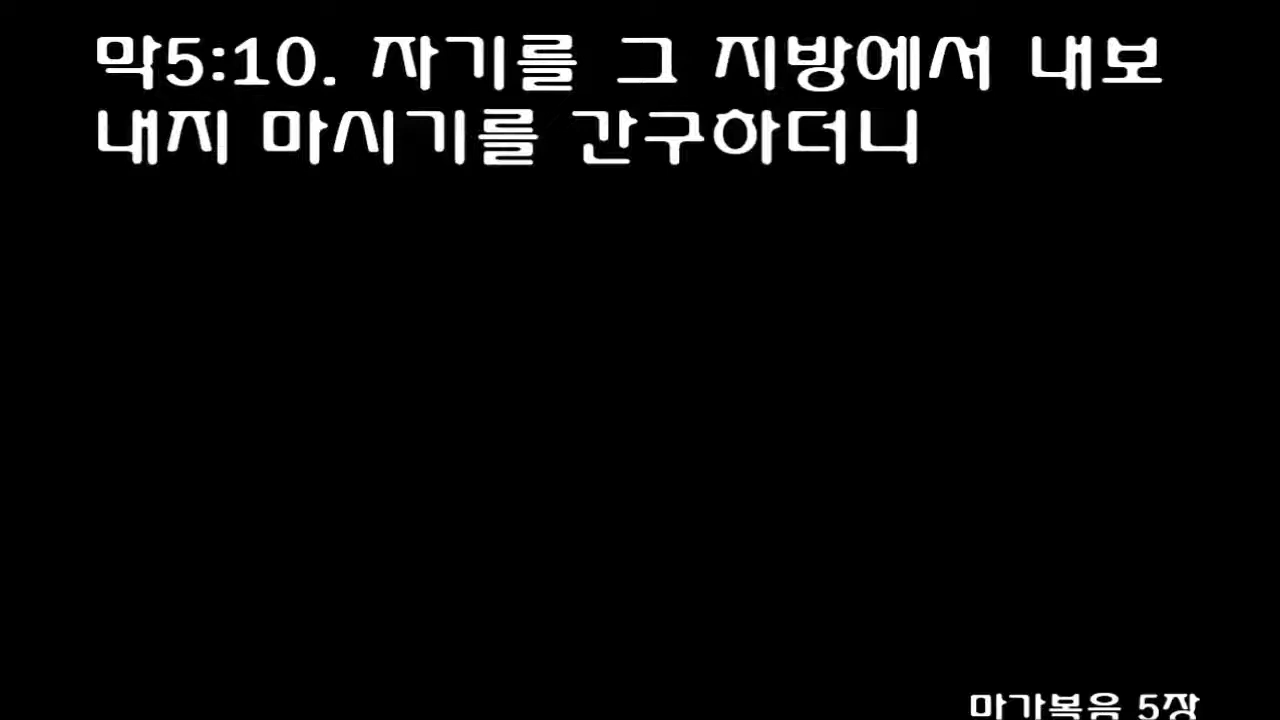 막5:10. 자기를 그 지방에서 내보
내지 마시기를 간구하더니
마가복음 5장